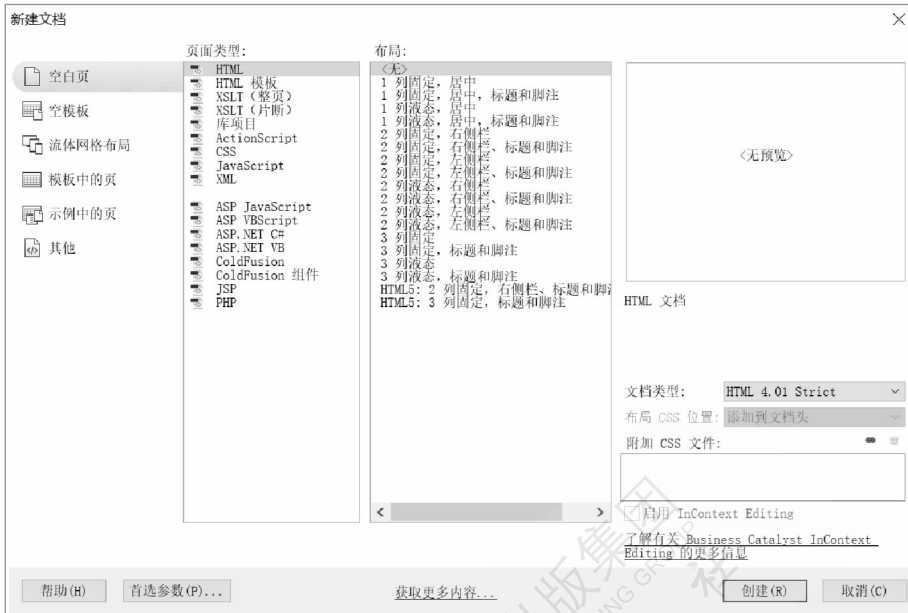 新建文档
空白页
空模板
流体网格布局
模板中的页
示例中的页
其他
页面类型:
HTML
HTML 模板
XSLT（整页）
XSLT（片断）
库项目
ActionScript
CSS
JavaScript
XML
ASP JavaScript
ASP VBScript
ASP.NET C#
ASP.NET VB
ColdFusion
ColdFusion 组件
JSP
PHP
布局:
<无>
1 列固定，居中
1 列固定，居中，标题和脚注
1 列液态，居中
1 列液态，居中，标题和脚注
2 列固定，右侧栏
2 列固定，右侧栏、标题和脚注
2 列固定，左侧栏
2 列固定，左侧栏、标题和脚注
2 列液态，右侧栏
2 列液态，右侧栏、标题和脚注
2 列液态，左侧栏
2 列液态，左侧栏、标题和脚注
3 列固定
3 列固定，标题和脚注
3 列液态
3 列液态，标题和脚注
HTML5: 2 列固定，右侧栏、标题和脚
HTML5: 3 列固定，标题和脚注
<无预览>
HTML 文档
文档类型: HTML 4.01 Strict
布局 CSS 位置: 添加到文档头
附加 CSS 文件:
启用 InContext Editing
了解有关 Business Catalyst InContext
Editing 的更多信息
帮助(H)
首选参数(P)...
获取更多内容...
创建(R)
取消(C)